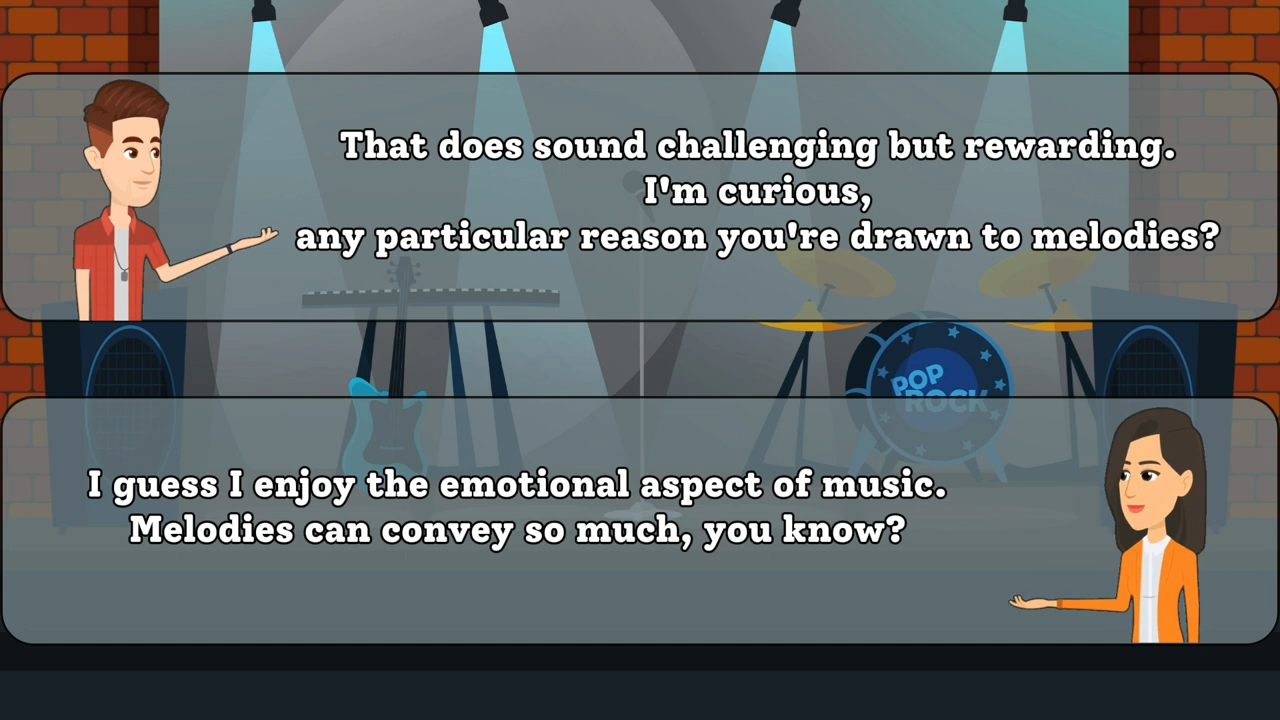 That does sound challenging but rewarding.
I'm curious,
any particular reason you're drawn to melodies?
POP
ROCK
I guess I enjoy the emotional aspect of music.
Melodies can convey so much, you know?